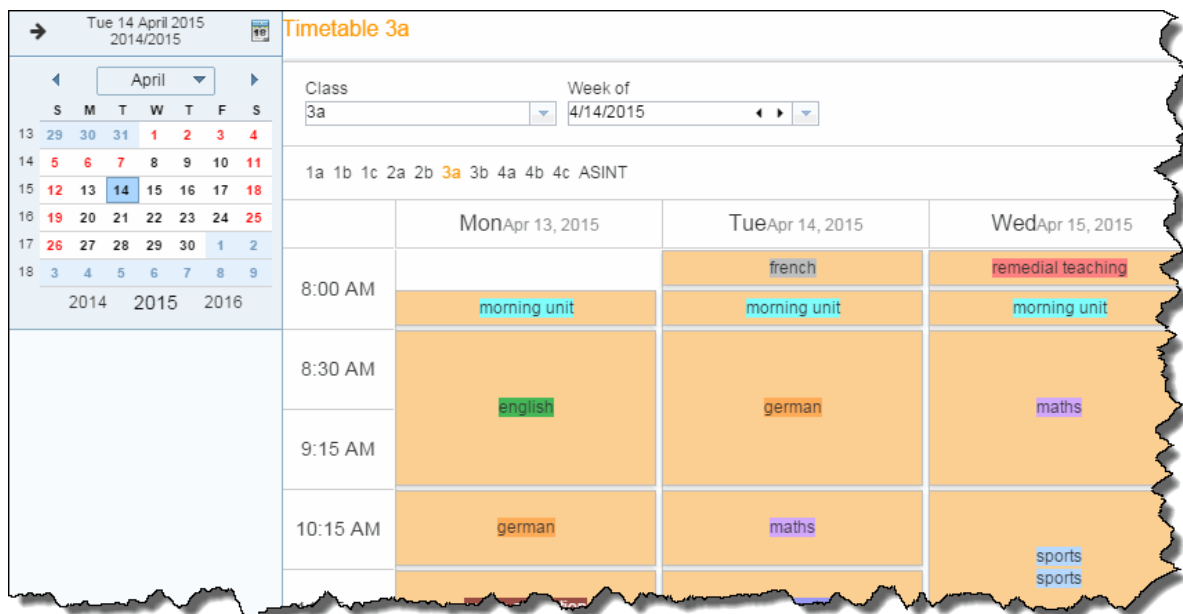 Tue 14 April 2015
2014/2015
18
April
S M T W T F S
13 29 30 31 1 2 3 4
14 5 6 7 8 9 10 11
15 12 13 14 15 16 17 18
16 19 20 21 22 23 24 25
17 26 27 28 29 30 1 2
18 3 4 5 6 7 8 9
2014 2015 2016
Timetable 3a
Class Week of
3a 4/14/2015
1a 1b 1c 2a 2b 3a 3b 4a 4b 4c ASINT
MonApr 13, 2015 TueApr 14, 2015 WedApr 15, 2015
8:00 AM
french remedial teaching
morning unit morning unit morning unit
8:30 AM
english german maths
9:15 AM
10:15 AM german maths
sports
sports